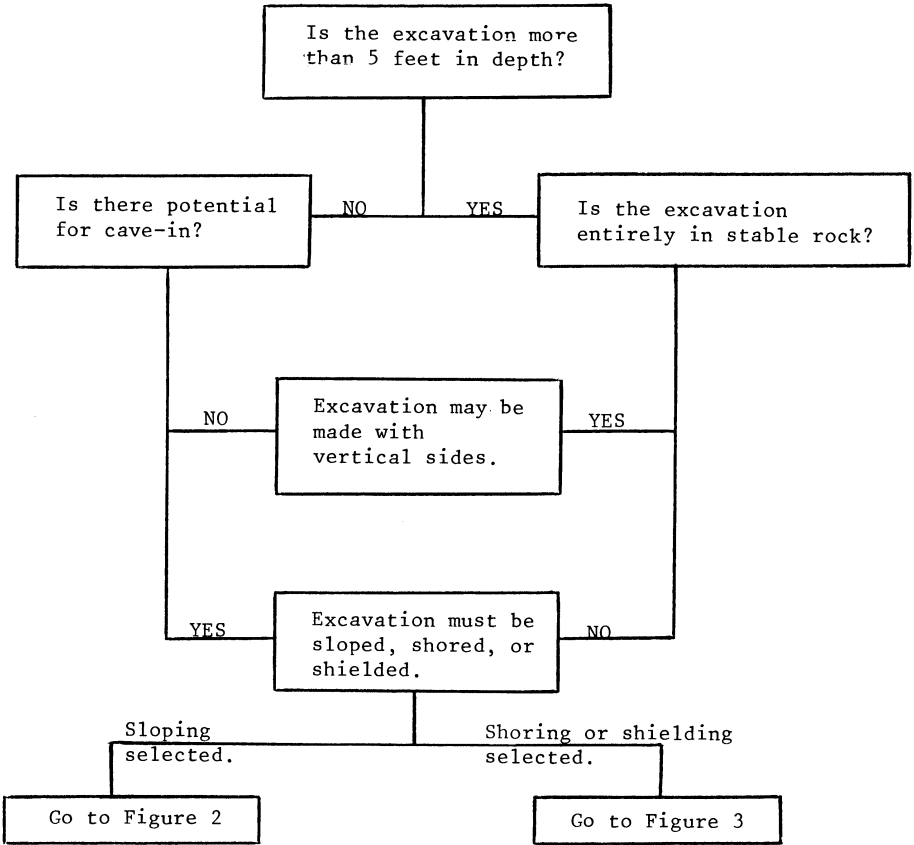 Is the excavation more
than 5 feet in depth?
NO
YES
Is there potential
for cave-in?
Is the excavation
entirely in stable rock?
NO
Excavation may be
made with
vertical sides.
YES
YES
Excavation must be
sloped, shored, or
shielded.
NO
Sloping
selected.
Shoring or shielding
selected.
Go to Figure 2
Go to Figure 3